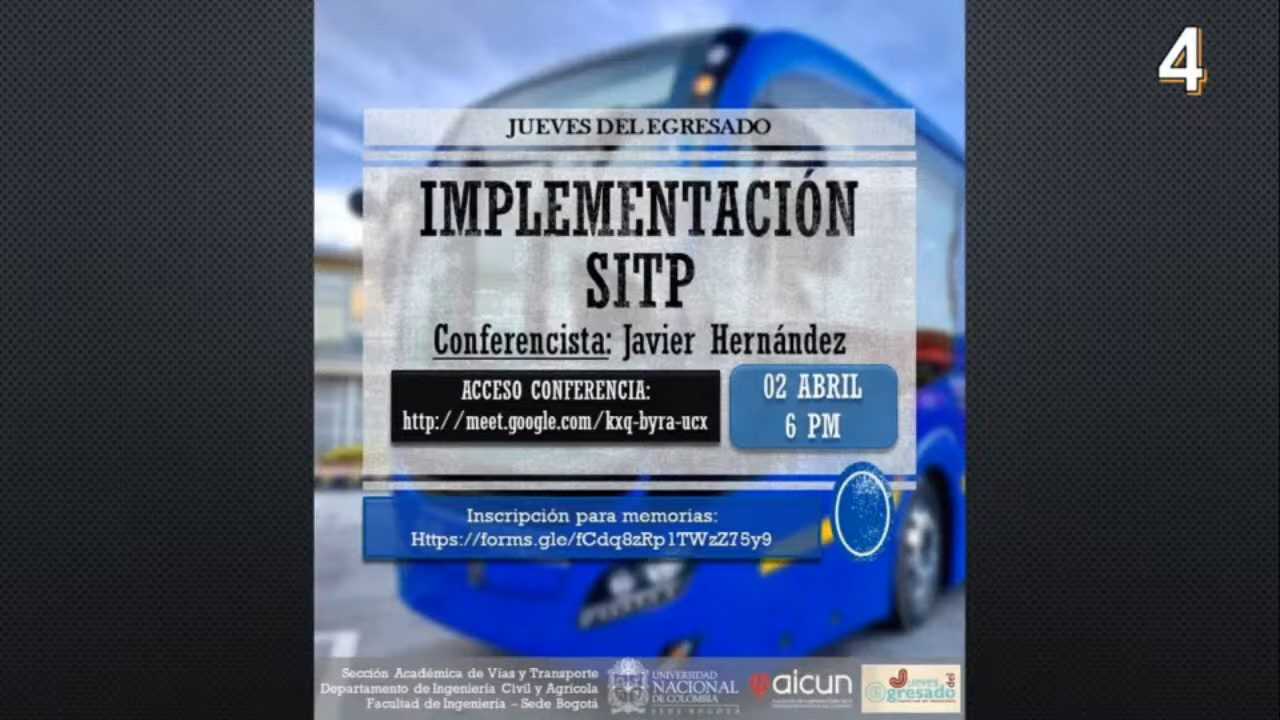 4
JUEVES DEL EGRESADO
IMPLEMENTACIÓN
SITP
Conferencista: Javier Hernández
ACCESO CONFERENCIA:
http://meet.google.com/kxq-byra-ucx
02 ABRIL
6 PM
Inscripción para memorias:
Https://forms.gle/fCdq8zRp1TWzZ75y9
Sección Académica de Vías y Transporte
Departamento de Ingeniería Civil y Agrícola
Facultad de Ingeniería – Sede Bogotá
UNIVERSIDAD
NACIONAL
DE COLOMBIA
SEDE BOGOTÁ
aicun
Jueves
del
Egresado